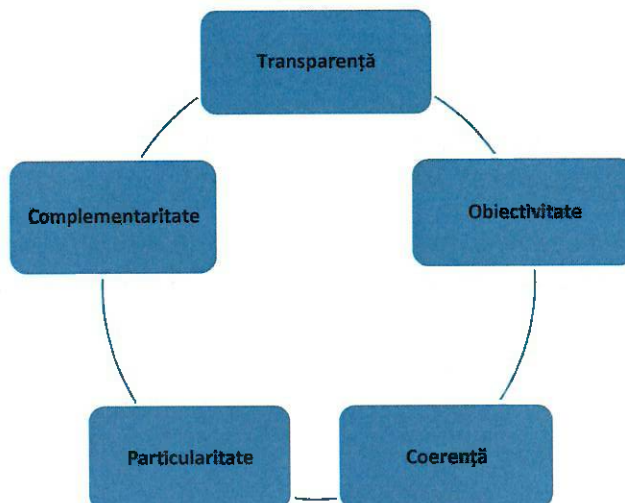 Transparență
Complementaritate
Obiectivitate
Particularitate
Coerență